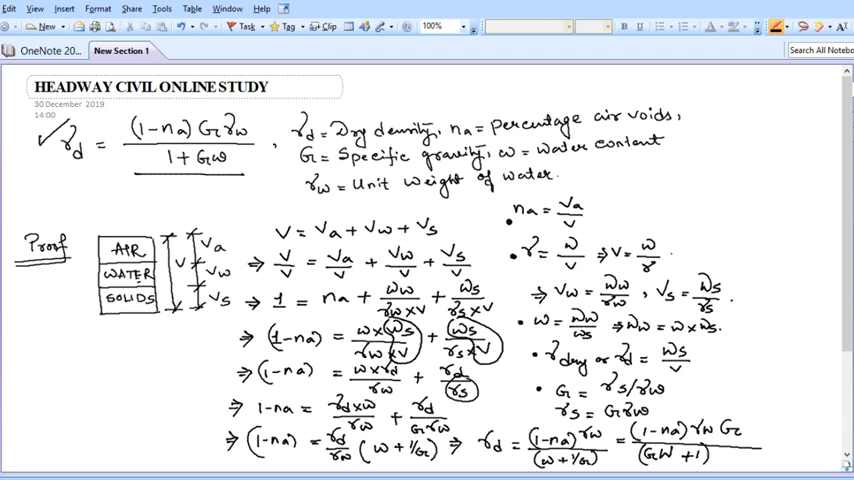 File Edit View Insert Format Share Tools Table Window Help
New Task Tag Clip 100% B I U
OneNote 20... New Section 1 Search All Notebo
HEADWAY CIVIL ONLINE STUDY
30 December 2019
14:00
γd = (1-na) G γw / 1 + Gw , γd = Dry density, na = Percentage air voids,
G = Specific gravity, w = water content
γw = Unit weight of water.
Proof
AIR
WATER
SOLIDS
V Va Vw Vs
V = Va + Vw + Vs
⇒ V/V = Va/V + Vw/V + Vs/V
⇒ 1 = na + Ww/γw×V + Ws/γs×V
⇒ (1-na) = w×Ws/γw×V + Ws/γs×V
⇒ (1-na) = w×γd/γw + γd/γs
⇒ 1-na = γd×w/γw + γd/Gγw
⇒ (1-na) = γd/γw (w + 1/G) ⇒ γd = (1-na)γw/(w+1/G) = (1-na)γw G/(Gw+1)
• na = Va/V
• γ = W/V ⇒ V = W/γ.
⇒ Vw = Ww/γw, Vs = Ws/γs.
• w = Ww/Ws ⇒ Ww = w×Ws.
• γdry or γd = Ws/V
• G = γs/γw
γs = Gγw